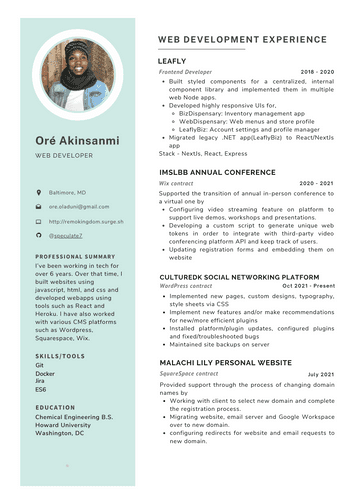 Oré Akinsanmi
WEB DEVELOPER
Baltimore, MD
ore.oladuni@gmail.com
http://remokingdom.surge.sh
@speculate7
PROFESSIONAL SUMMARY
I've been working in tech for
over 6 years. Over that time, I
built websites using
javascript, html, and css and
developed webapps using
tools such as React and
Heroku. I have also worked
with various CMS platforms
such as Wordpress,
Squarespace, Wix.
SKILLS/TOOLS
Git
Docker
Jira
ES6
EDUCATION
Chemical Engineering B.S.
Howard University
Washington, DC
WEB DEVELOPMENT EXPERIENCE
LEAFLY
Frontend Developer 2018 - 2020
• Built styled components for a centralized, internal
component library and implemented them in multiple
web Node apps.
• Developed highly responsive UIs for,
BizDispensary: Inventory management app
WebDispensary: Web menus and store profile
LeaflyBiz: Account settings and profile manager
• Migrated legacy .NET app(LeaflyBiz) to React/NextJs
app
Stack - NextJs, React, Express
IMSLBB ANNUAL CONFERENCE
Wix contract 2020 - 2021
Supported the transition of annual in-person conference to
a virtual one by
• Configuring video streaming feature on platform to
support live demos, workshops and presentations.
• Developing a custom script to generate unique web
tokens in order to integrate with third-party video
conferencing platform API and keep track of users.
• Updating registration forms and embedding them on
website
CULTUREDK SOCIAL NETWORKING PLATFORM
WordPress contract Oct 2021 - Present
• Implemented new pages, custom designs, typography,
style sheets via CSS
• Implement new features and/or make recommendations
for new/more efficient plugins
• Installed platform/plugin updates, configured plugins
and fixed/troubleshooted bugs
• Maintained site backups on server
MALACHI LILY PERSONAL WEBSITE
SquareSpace contract July 2021
Provided support through the process of changing domain
names by
• Working with client to select new domain and complete
the registration process.
• Migrating website, email server and Google Workspace
over to new domain.
• configuring redirects for website and email requests to
new domain.